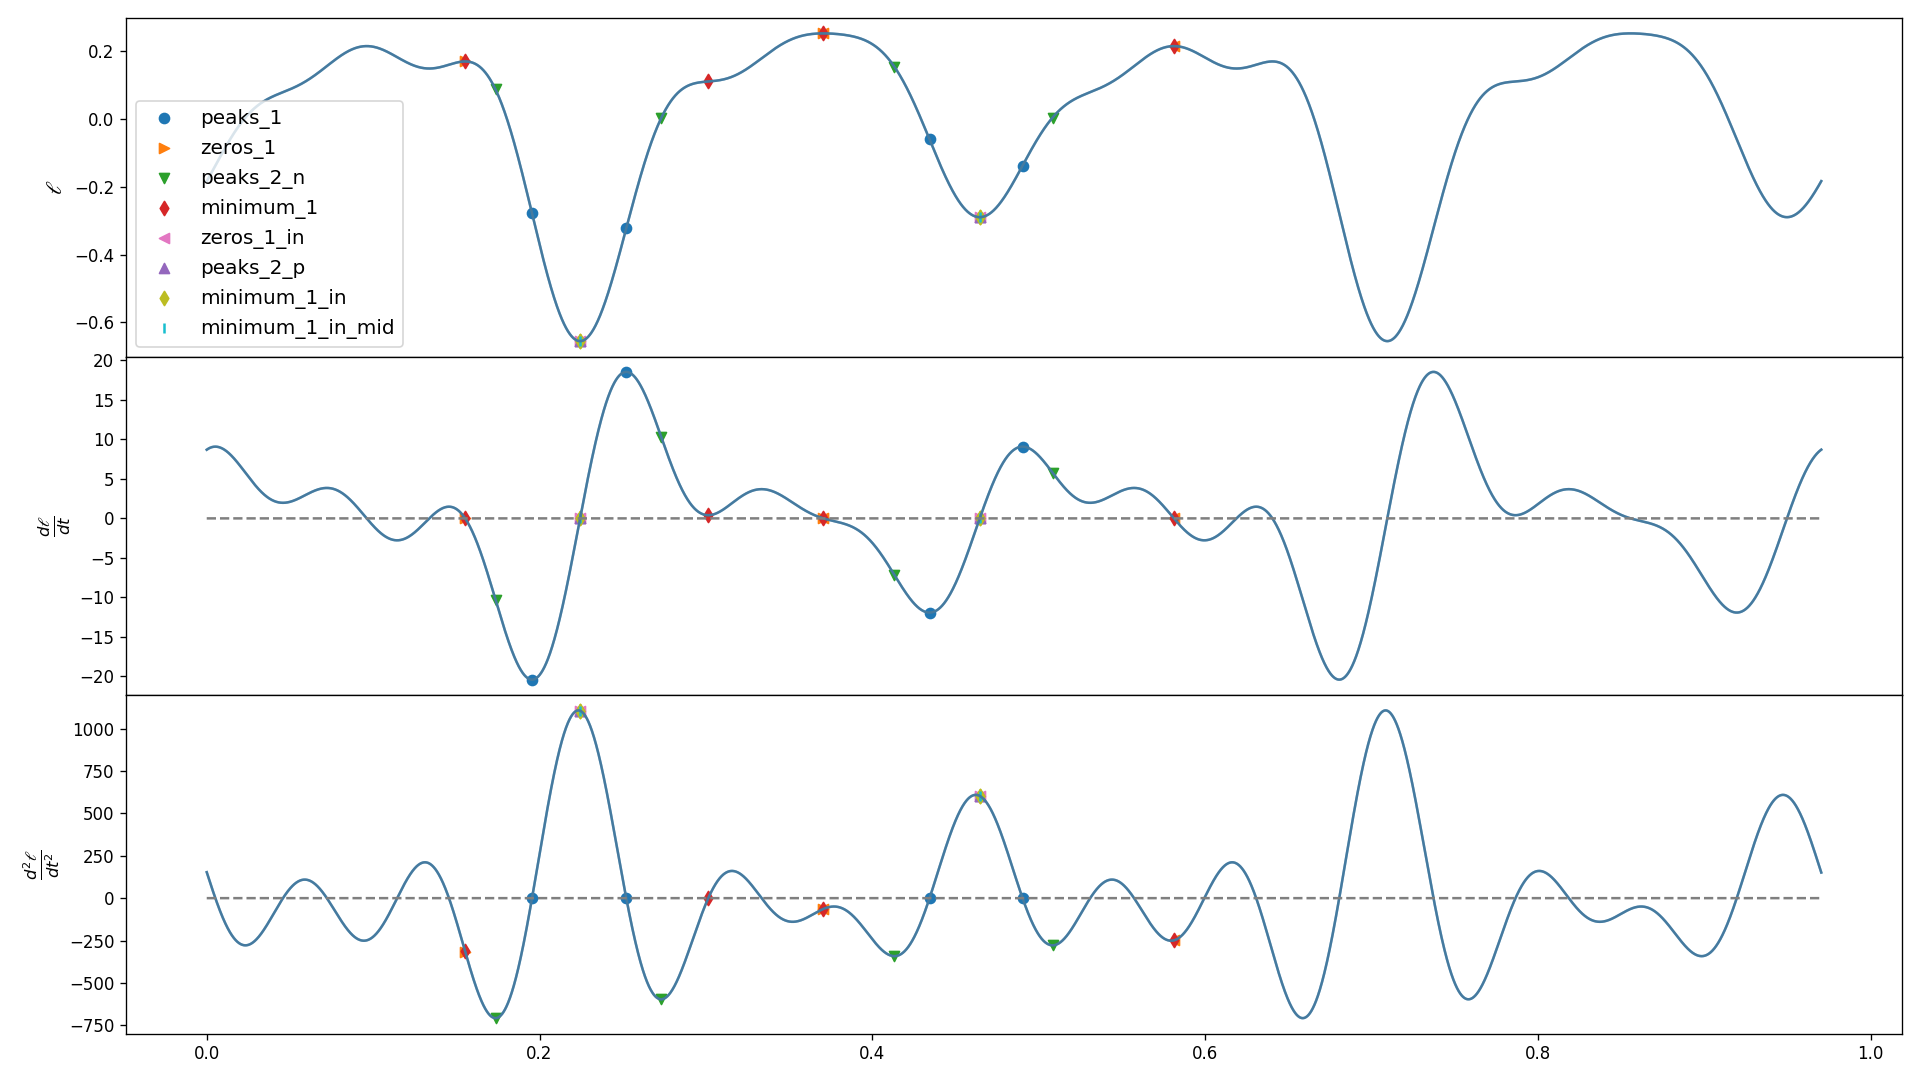 0.2
0.0
−0.2
−0.4
−0.6
ℓ
peaks_1
zeros_1
peaks_2_n
minimum_1
zeros_1_in
peaks_2_p
minimum_1_in
minimum_1_in_mid
20
15
10
5
0
−5
−10
−15
−20
dℓ
dt
1000
750
500
250
0
−250
−500
−750
d²ℓ
dt²
0.0 0.2 0.4 0.6 0.8 1.0